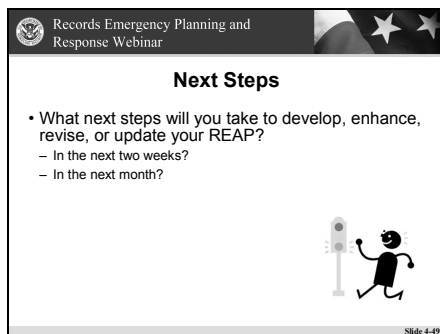 Records Emergency Planning and
Response Webinar
Next Steps
• What next steps will you take to develop, enhance,
revise, or update your REAP?
– In the next two weeks?
– In the next month?
Slide 4-49